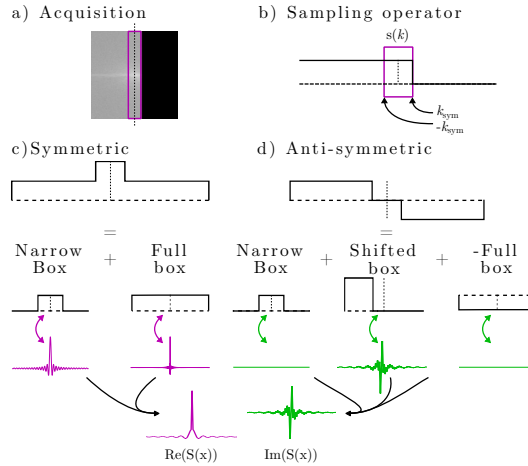 a) Acquisition
b) Sampling operator
s(k)
k_sym
-k_sym
c)Symmetric
d) Anti-symmetric
=
=
Narrow Box
+
Full box
Narrow Box
+
Shifted box
+
-Full box
Re(S(x))
Im(S(x))